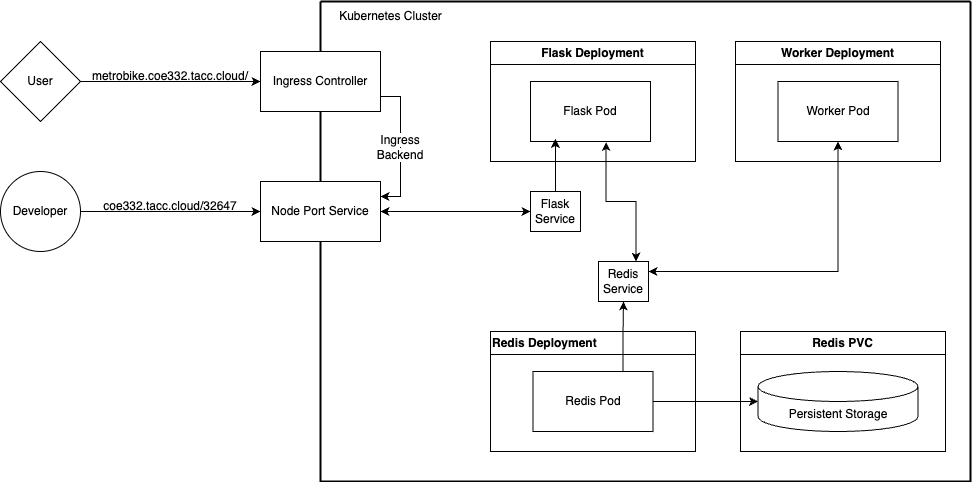 Kubernetes Cluster
Flask Deployment
Worker Deployment
User
metrobike.coe332.tacc.cloud/
Ingress Controller
Flask Pod
Worker Pod
Ingress
Backend
Developer
coe332.tacc.cloud/32647
Node Port Service
Flask
Service
Redis
Service
Redis Deployment
Redis PVC
Redis Pod
Persistent Storage